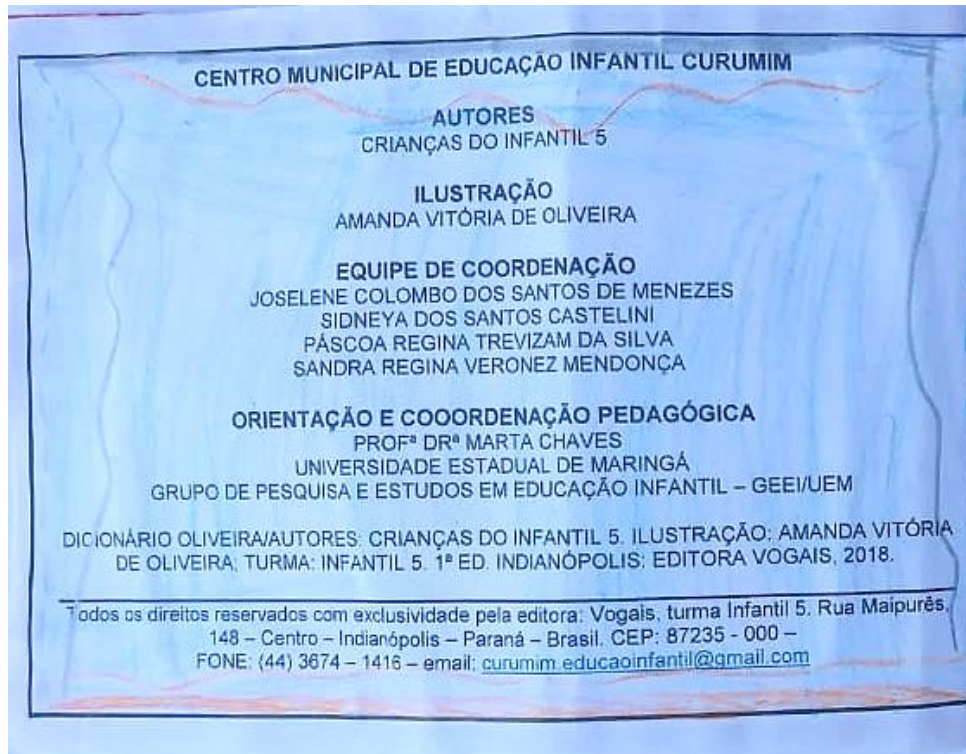 CENTRO MUNICIPAL DE EDUCAÇÃO INFANTIL CURUMIM
AUTORES
CRIANÇAS DO INFANTIL 5
ILUSTRAÇÃO
AMANDA VITÓRIA DE OLIVEIRA
EQUIPE DE COORDENAÇÃO
JOSELENE COLOMBO DOS SANTOS DE MENEZES
SIDNEYA DOS SANTOS CASTELINI
PÁSCOA REGINA TREVIZAM DA SILVA
SANDRA REGINA VERONEZ MENDONÇA
ORIENTAÇÃO E COOORDENAÇÃO PEDAGÓGICA
PROFª DRª MARTA CHAVES
UNIVERSIDADE ESTADUAL DE MARINGÁ
GRUPO DE PESQUISA E ESTUDOS EM EDUCAÇÃO INFANTIL – GEEI/UEM
DICIONÁRIO OLIVEIRA/AUTORES: CRIANÇAS DO INFANTIL 5. ILUSTRAÇÃO: AMANDA VITÓRIA
DE OLIVEIRA; TURMA: INFANTIL 5. 1ª ED. INDIANÓPOLIS: EDITORA VOGAIS, 2018.
Todos os direitos reservados com exclusividade pela editora: Vogais, turma Infantil 5. Rua Maipurês,
148 – Centro – Indianópolis – Paraná – Brasil. CEP: 87235 - 000 –
FONE: (44) 3674 – 1416 – email: curumim.educaoinfantil@gmail.com